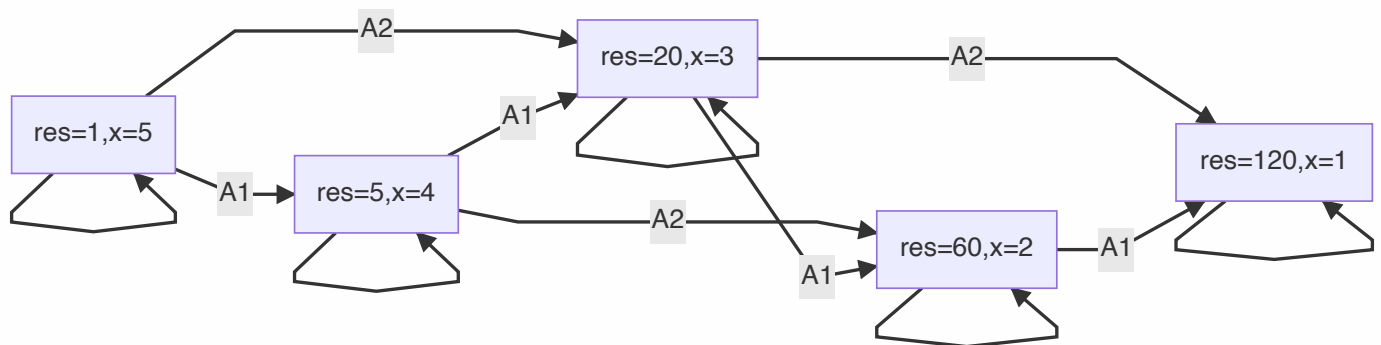 A2
res=20,x=3
A2
A1
res=1,x=5
res=120,x=1
A1
res=5,x=4
A2
res=60,x=2
A1
A1